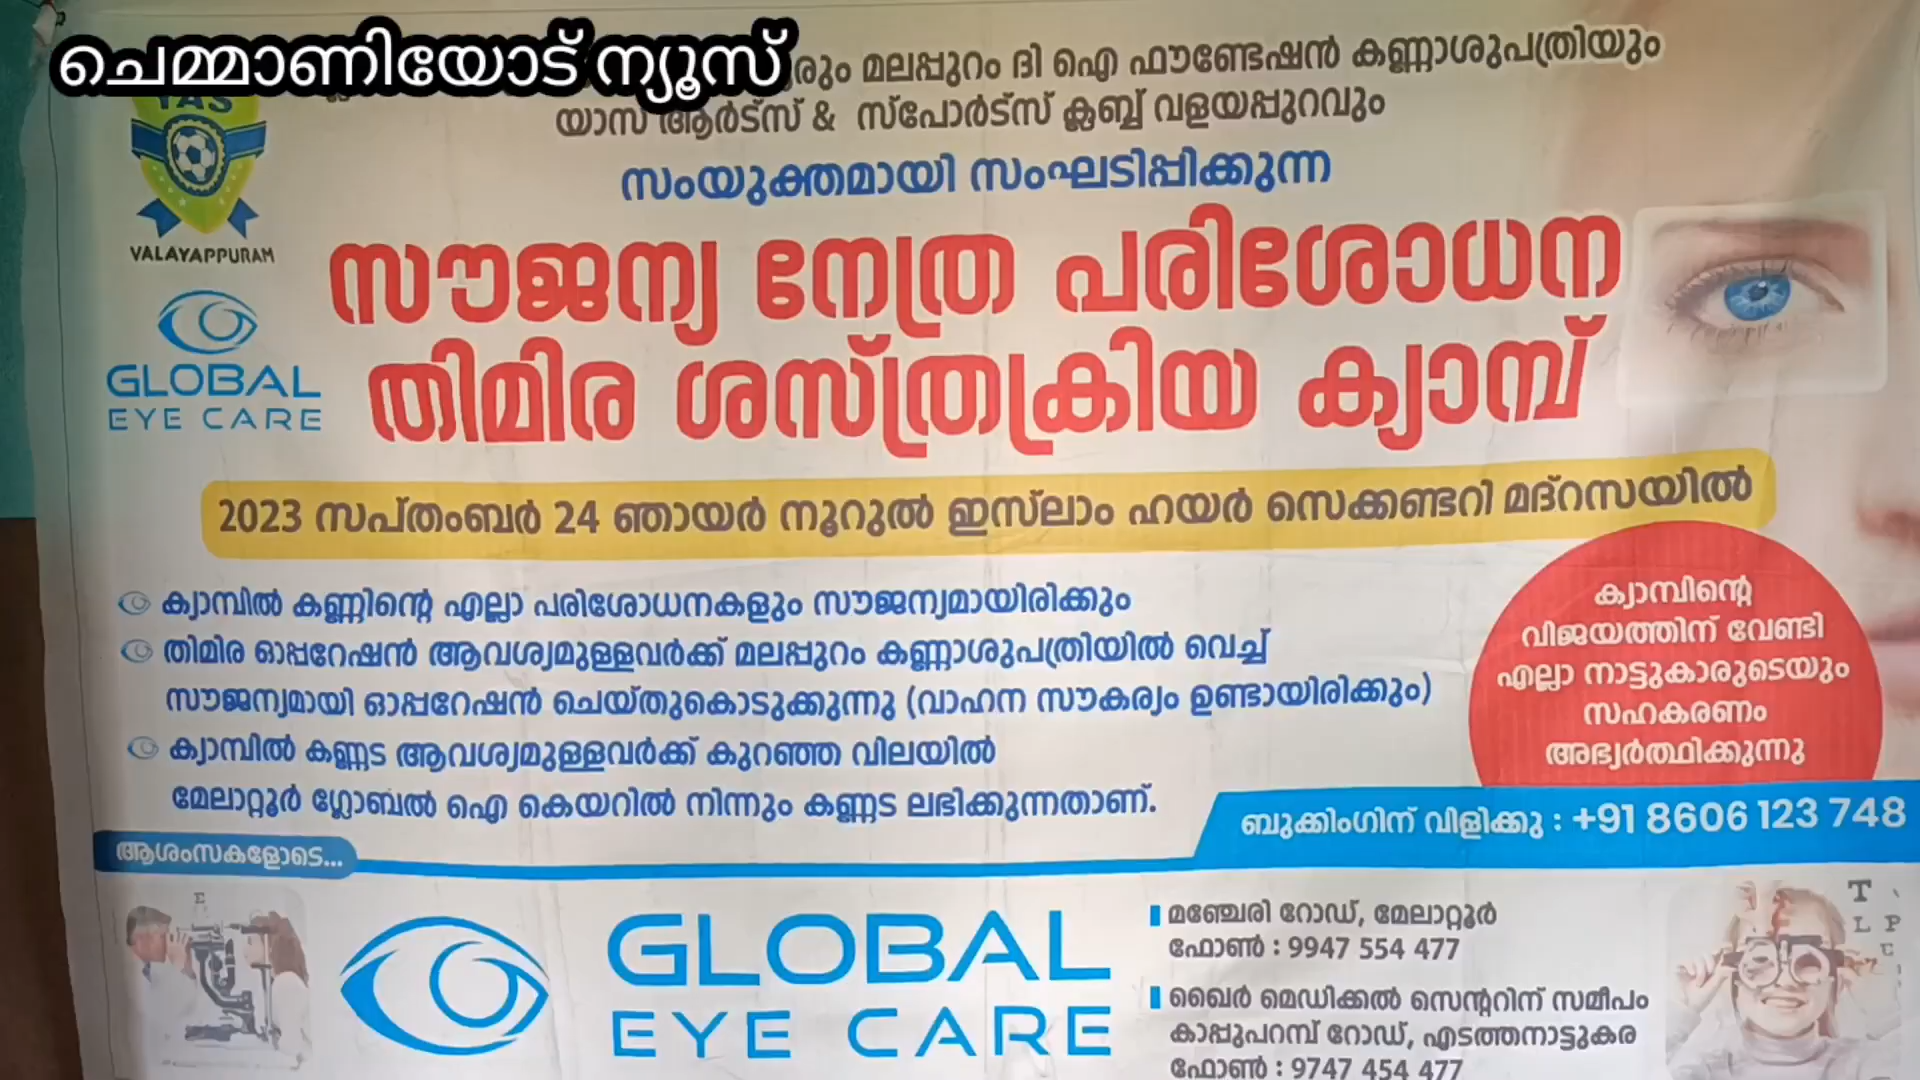 ചെമ്മാണിയോട് ന്യൂസ്
മലപ്പുറം ദി ഐ ഫൗണ്ടേഷൻ കണ്ണാശുപത്രിയും
യാസ് ആർട്സ് & സ്പോർട്സ് ക്ലബ്ബ് വളയപ്പുറവും
സംയുക്തമായി സംഘടിപ്പിക്കുന്ന
YAS
VALAYAPPURAM
സൗജന്യ നേത്ര പരിശോധന
തിമിര ശസ്ത്രക്രിയ ക്യാമ്പ്
GLOBAL
EYE CARE
2023 സപ്തംബർ 24 ഞായർ നൂറുൽ ഇസ്ലാം ഹയർ സെക്കണ്ടറി മദ്റസയിൽ
ക്യാമ്പിൽ കണ്ണിന്റെ എല്ലാ പരിശോധനകളും സൗജന്യമായിരിക്കും
തിമിര ഓപ്പറേഷൻ ആവശ്യമുള്ളവർക്ക് മലപ്പുറം കണ്ണാശുപത്രിയിൽ വെച്ച്
സൗജന്യമായി ഓപ്പറേഷൻ ചെയ്തുകൊടുക്കുന്നു (വാഹന സൗകര്യം ഉണ്ടായിരിക്കും)
ക്യാമ്പിൽ കണ്ണട ആവശ്യമുള്ളവർക്ക് കുറഞ്ഞ വിലയിൽ
മേലാറ്റൂർ ഗ്ലോബൽ ഐ കെയറിൽ നിന്നും കണ്ണട ലഭിക്കുന്നതാണ്.
ക്യാമ്പിന്റെ
വിജയത്തിന് വേണ്ടി
എല്ലാ നാട്ടുകാരുടെയും
സഹകരണം
അഭ്യർത്ഥിക്കുന്നു
ബുക്കിംഗിന് വിളിക്കു : +91 8606 123 748
ആശംസകളോടെ...
GLOBAL
EYE CARE
മഞ്ചേരി റോഡ്, മേലാറ്റൂർ
ഫോൺ : 9947 554 477
ഖൈർ മെഡിക്കൽ സെന്ററിന് സമീപം
കാപ്പുപറമ്പ് റോഡ്, എടത്തനാട്ടുകര
ഫോൺ : 9747 454 477